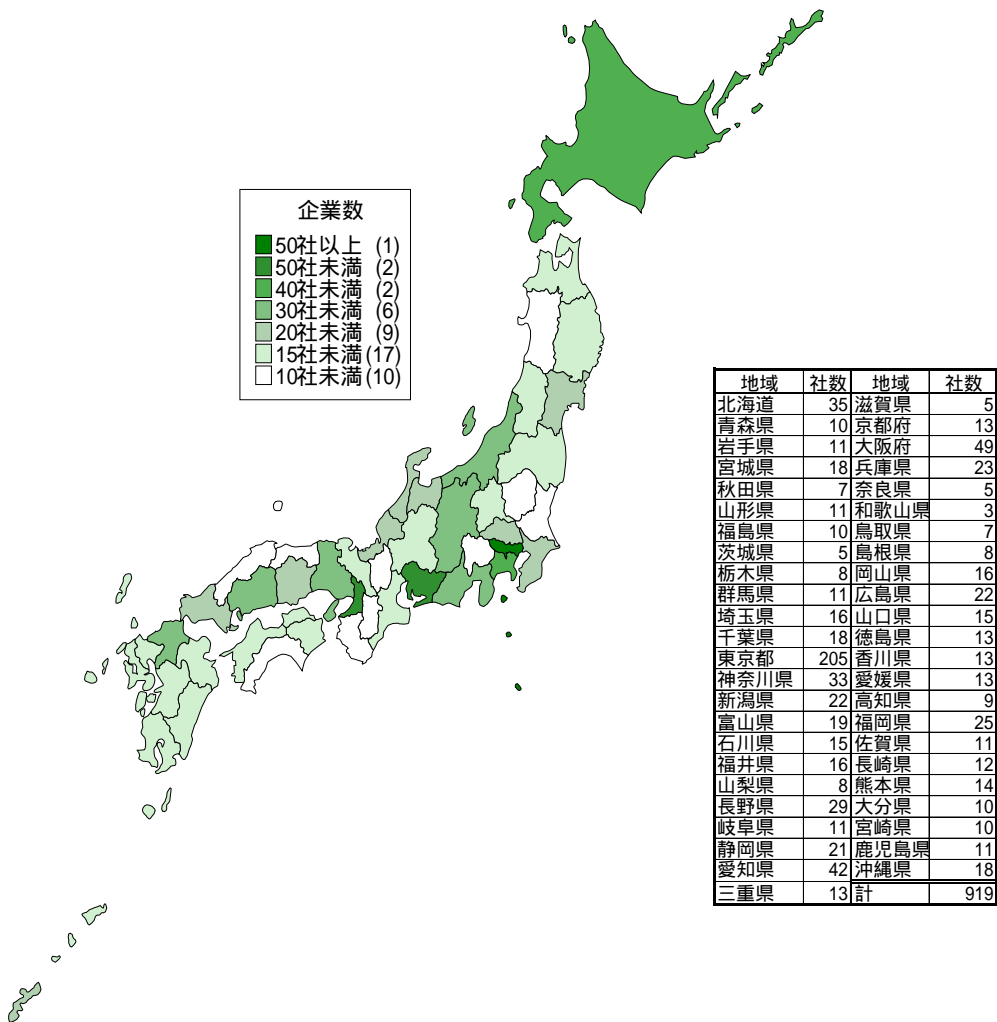 企業数
50社以上 (1)
50社未満 (2)
40社未満 (2)
30社未満 (6)
20社未満 (9)
15社未満(17)
10社未満(10)
地域 社数 地域 社数
北海道 35 滋賀県 5
青森県 10 京都府 13
岩手県 11 大阪府 49
宮城県 18 兵庫県 23
秋田県 7 奈良県 5
山形県 11 和歌山県 3
福島県 10 鳥取県 7
茨城県 5 島根県 8
栃木県 8 岡山県 16
群馬県 11 広島県 22
埼玉県 16 山口県 15
千葉県 18 徳島県 13
東京都 205 香川県 13
神奈川県 33 愛媛県 13
新潟県 22 高知県 9
富山県 19 福岡県 25
石川県 15 佐賀県 11
福井県 16 長崎県 12
山梨県 8 熊本県 14
長野県 29 大分県 10
岐阜県 11 宮崎県 10
静岡県 21 鹿児島県 11
愛知県 42 沖縄県 18
三重県 13 計 919